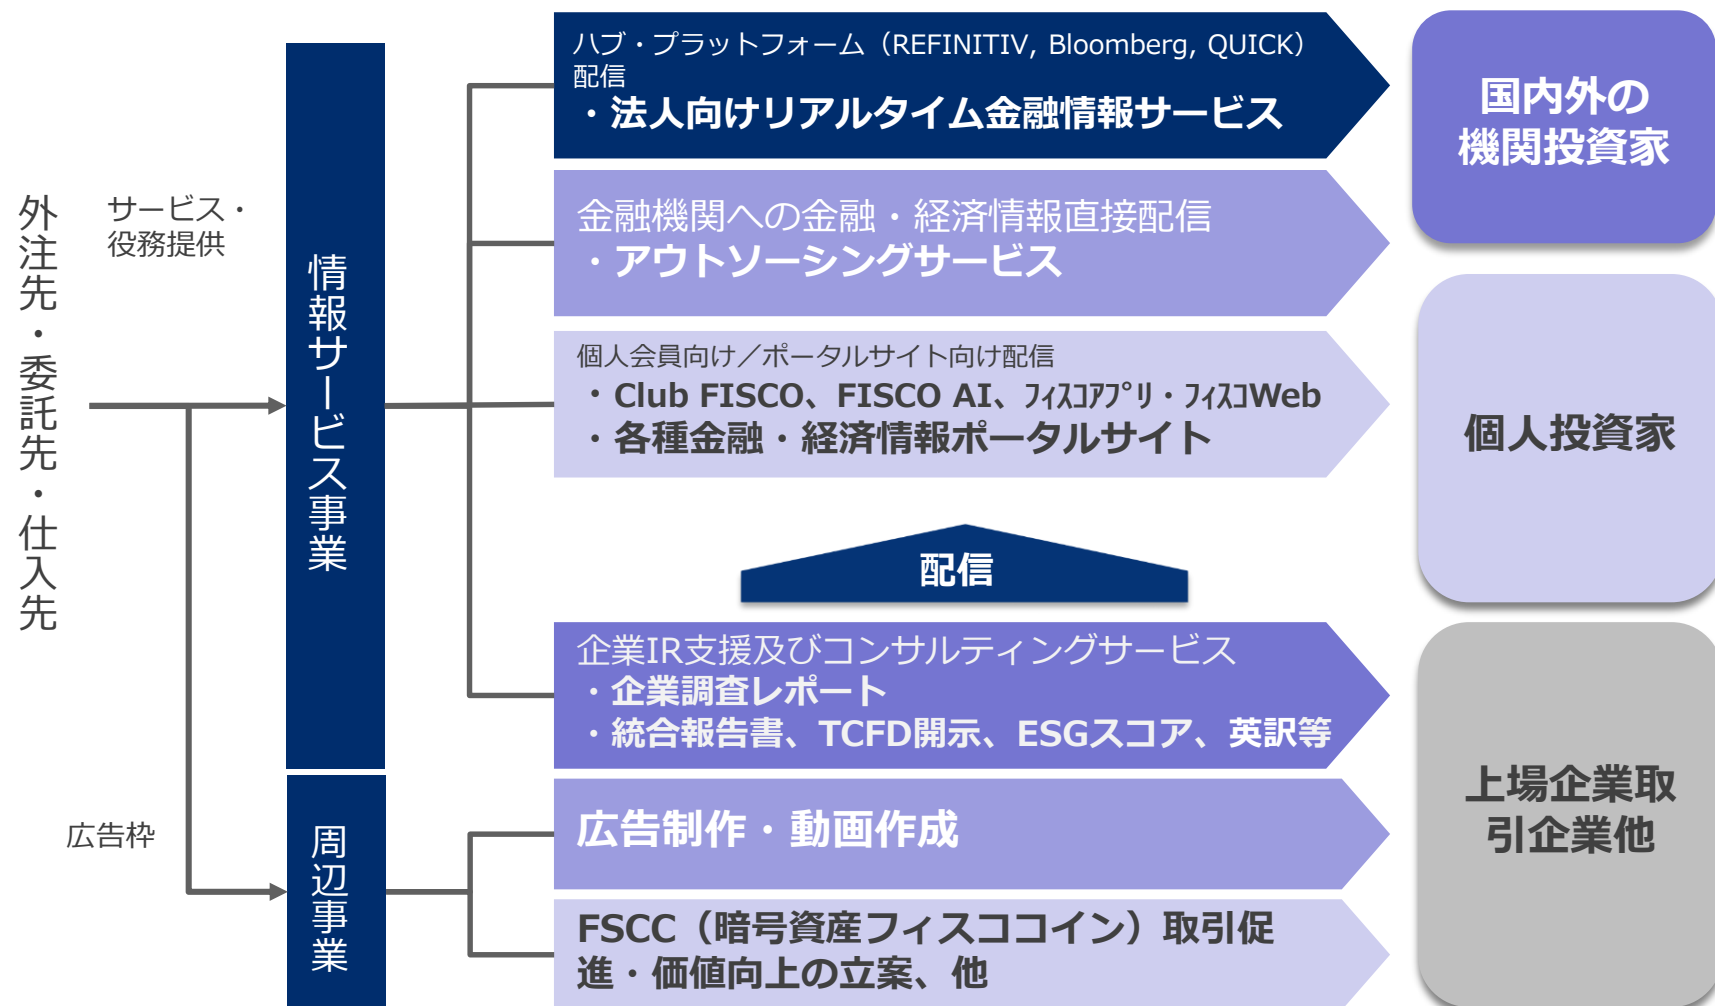 外注先・委託先・仕入先
サービス・
役務提供
広告枠
情報サービス事業
周辺事業
ハブ・プラットフォーム（REFINITIV, Bloomberg, QUICK）
配信
・法人向けリアルタイム金融情報サービス
金融機関への金融・経済情報直接配信
・アウトソーシングサービス
個人会員向け／ポータルサイト向け配信
・Club FISCO、FISCO AI、ﾌｨｽｺｱﾌﾟﾘ・ﾌｨｽｺWeb
・各種金融・経済情報ポータルサイト
配信
企業IR支援及びコンサルティングサービス
・企業調査レポート
・統合報告書、TCFD開示、ESGスコア、英訳等
広告制作・動画作成
FSCC（暗号資産フィスココイン）取引促
進・価値向上の立案、他
国内外の
機関投資家
個人投資家
上場企業取
引企業他